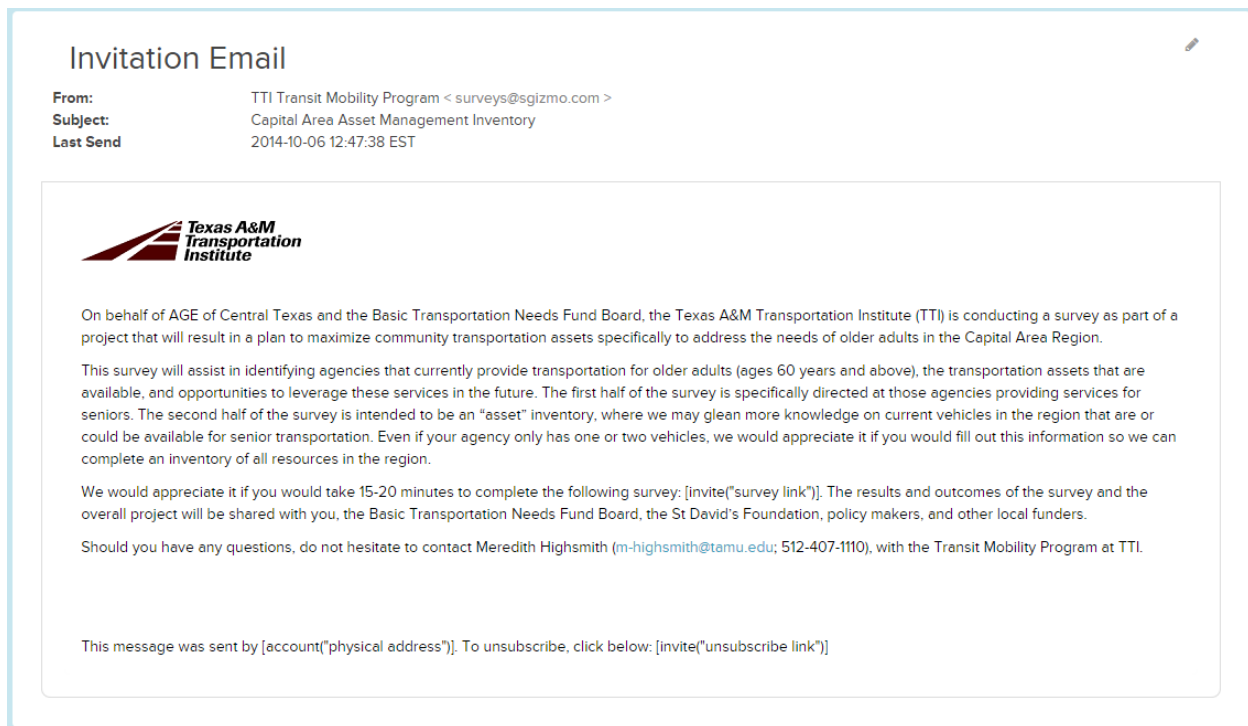 Invitation Email
From: TTI Transit Mobility Program < surveys@sgizmo.com >
Subject: Capital Area Asset Management Inventory
Last Send 2014-10-06 12:47:38 EST
Texas A&M
Transportation
Institute
On behalf of AGE of Central Texas and the Basic Transportation Needs Fund Board, the Texas A&M Transportation Institute (TTI) is conducting a survey as part of a
project that will result in a plan to maximize community transportation assets specifically to address the needs of older adults in the Capital Area Region.
This survey will assist in identifying agencies that currently provide transportation for older adults (ages 60 years and above), the transportation assets that are
available, and opportunities to leverage these services in the future. The first half of the survey is specifically directed at those agencies providing services for
seniors. The second half of the survey is intended to be an “asset” inventory, where we may glean more knowledge on current vehicles in the region that are or
could be available for senior transportation. Even if your agency only has one or two vehicles, we would appreciate it if you would fill out this information so we can
complete an inventory of all resources in the region.
We would appreciate it if you would take 15-20 minutes to complete the following survey: [invite("survey link")]. The results and outcomes of the survey and the
overall project will be shared with you, the Basic Transportation Needs Fund Board, the St David’s Foundation, policy makers, and other local funders.
Should you have any questions, do not hesitate to contact Meredith Highsmith (m-highsmith@tamu.edu; 512-407-1110), with the Transit Mobility Program at TTI.
This message was sent by [account("physical address")]. To unsubscribe, click below: [invite("unsubscribe link")]